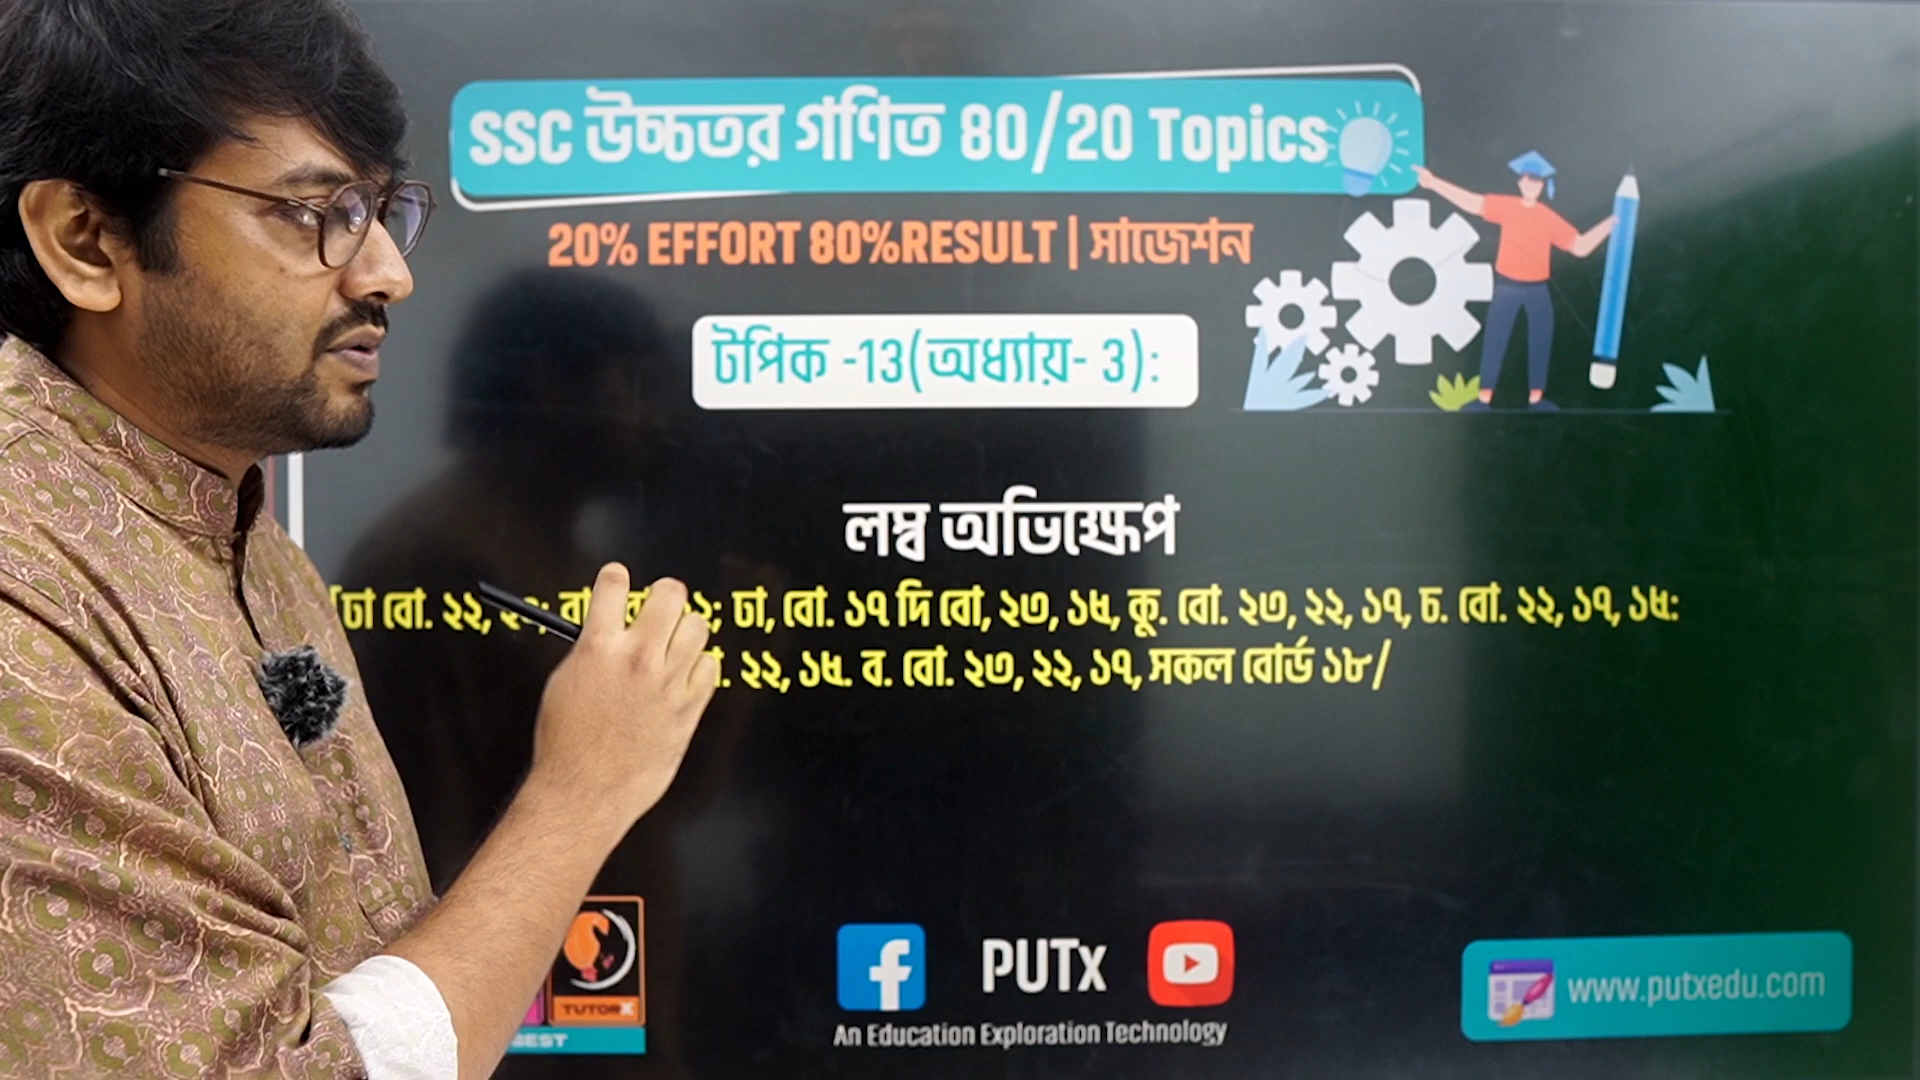 SSC উচ্চতর গণিত 80/20 Topics
20% EFFORT 80%RESULT | সাজেশন
টপিক -13(অধ্যায়- 3):
লম্ব অভিক্ষেপ
ঢা বো. ২২, ঢা, বো. ১৭ দি বো, ২৩, ১৫, কু. বো. ২৩, ২২, ১৭, চ. বো. ২২, ১৭, ১৫:
২২, ১৫. ব. বো. ২৩, ২২, ১৭, সকল বোর্ড ১৮/
TUTORX
PUTx
An Education Exploration Technology
www.putxedu.com